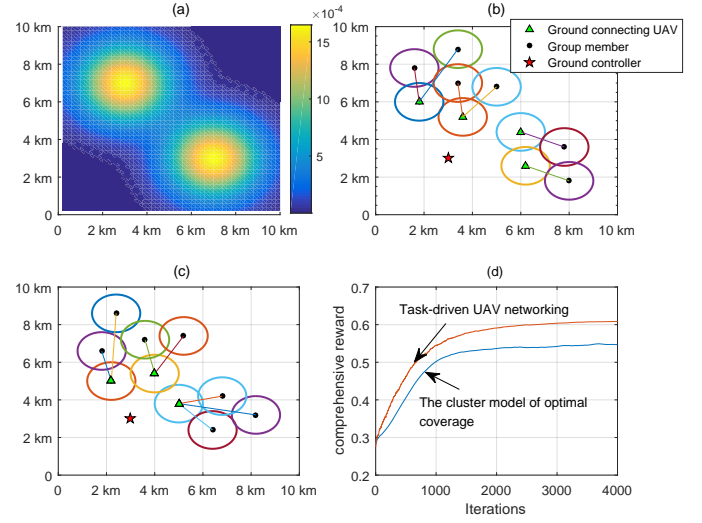 (a)
10 km
8 km
6 km
4 km
2 km
0
0
2 km
4 km
6 km
8 km
10 km
×10⁻⁴
15
10
5
(b)
Ground connecting UAV
Group member
Ground controller
10 km
8 km
6 km
4 km
2 km
0
0
2 km
4 km
6 km
8 km
10 km
(c)
10 km
8 km
6 km
4 km
2 km
0
0
2 km
4 km
6 km
8 km
10 km
(d)
comprehensive reward
0.7
0.6
0.5
0.4
0.3
0.2
Task-driven UAV networking
The cluster model of optimal
coverage
0
1000
2000
3000
4000
Iterations